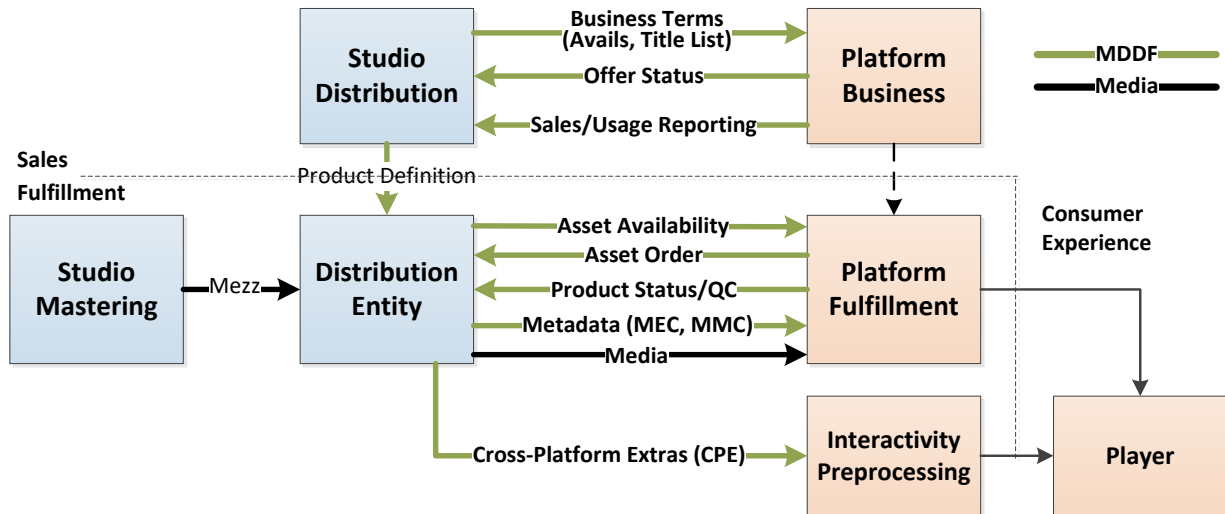 Studio
Distribution
Business Terms
(Avails, Title List)
Offer Status
Sales/Usage Reporting
Platform
Business
MDDF
Media
Sales
Fulfillment
Product Definition
Studio
Mastering
Mezz
Distribution
Entity
Asset Availability
Asset Order
Product Status/QC
Metadata (MEC, MMC)
Media
Platform
Fulfillment
Consumer
Experience
Cross-Platform Extras (CPE)
Interactivity
Preprocessing
Player